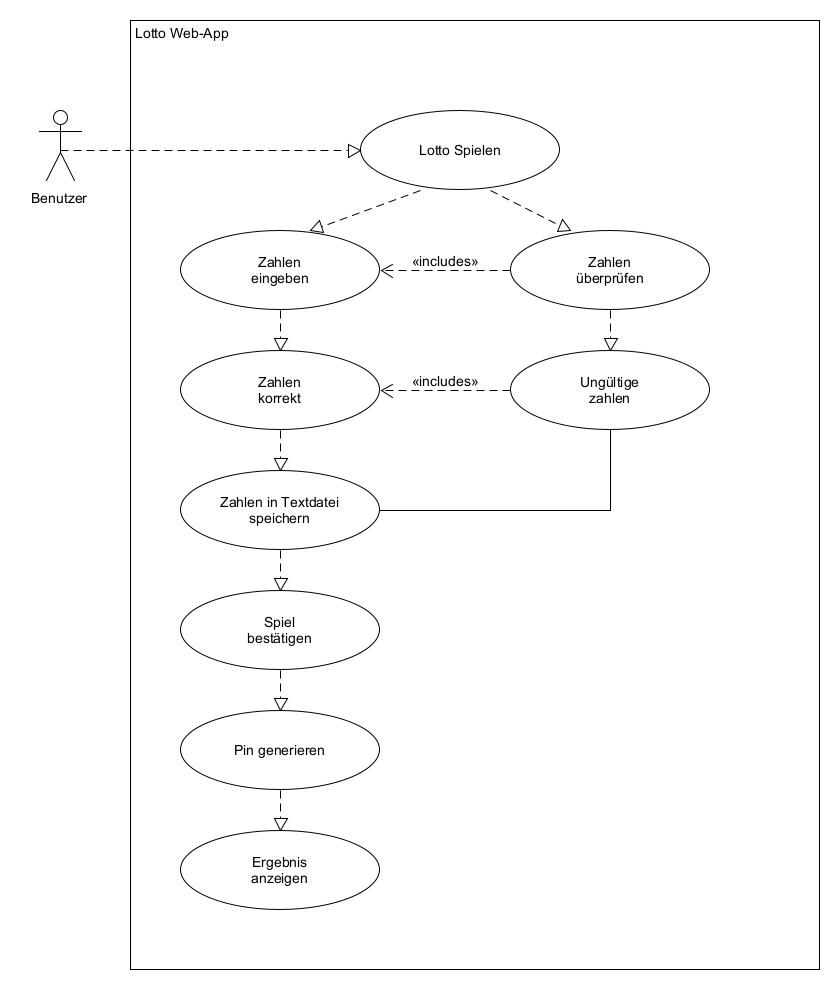 Lotto Web-App
Lotto Spielen
Benutzer
Zahlen
eingeben
«includes»
Zahlen
überprüfen
Zahlen
korrekt
«includes»
Ungültige
zahlen
Zahlen in Textdatei
speichern
Spiel
bestätigen
Pin generieren
Ergebnis
anzeigen